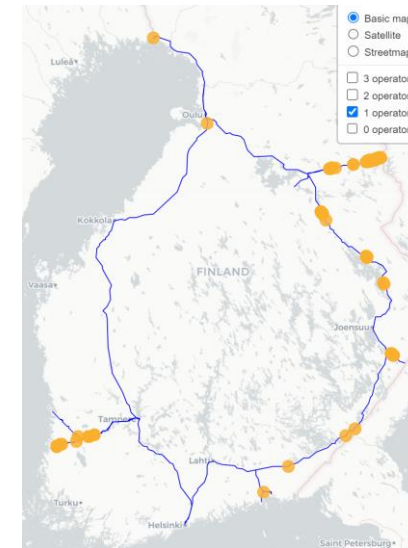 Basic map
Satellite
Streetmap
3 operator
2 operator
1 operator
0 operator
Luleå
Oulu
Kokkola
Vaasa
FINLAND
Joensuu
Tampere
Lahti
Turku
Helsinki
Saint Petersburg